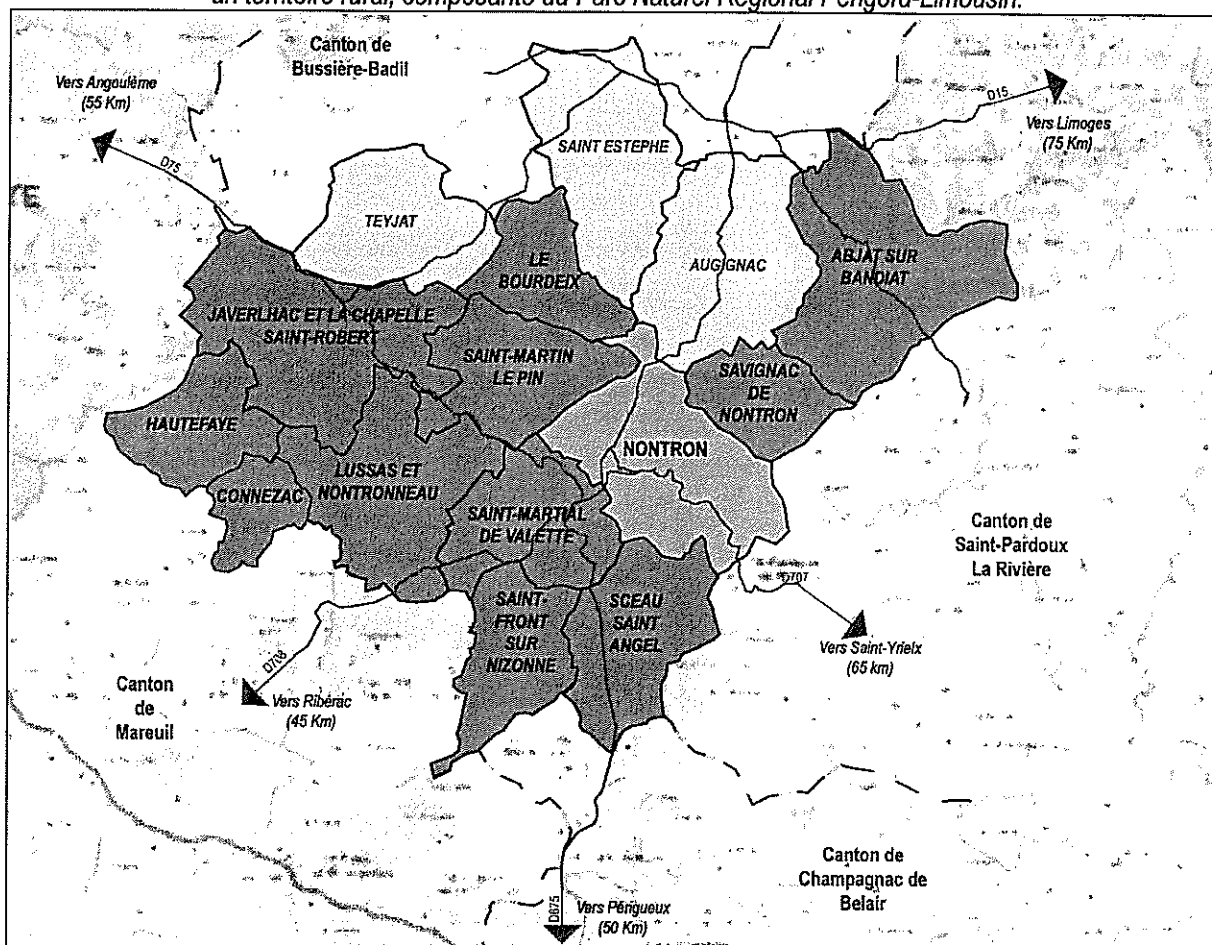 un territoire rural, composante du Parc Naturel Régional Périgord-Limousin.
Canton de
Bussière-Badil
Vers Angoulème
(55 Km)
D75
D15
Vers Limoges
(75 Km)
SAINT ESTEPHE
TEYJAT
LE
BOURDEIX
AUGIGNAC
ABJAT SUR
BANDIAT
JAVERLHAC ET LA CHAPELLE
SAINT-ROBERT
SAINT-MARTIN
LE PIN
SAVIGNAC
DE
NONTRON
HAUTEFAYE
NONTRON
LUSSAS ET
NONTRONNEAU
CONNEZAC
SAINT-MARTIAL
DE VALETTE
Canton de
Saint-Pardoux
La Rivière
SAINT-
FRONT
SUR
NIZONNE
SCEAU
SAINT
ANGEL
D707
Vers Saint-Yrieix
(65 km)
D708
Vers Ribérac
(45 Km)
Canton
de
Mareuil
Canton de
Champagnac de
Belair
D675
Vers Périgueux
(50 Km)